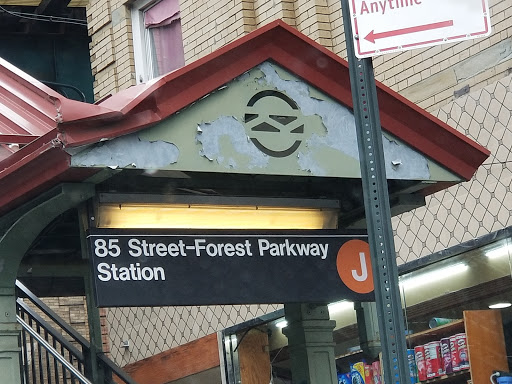 Anytime
85 Street-Forest Parkway
Station
J